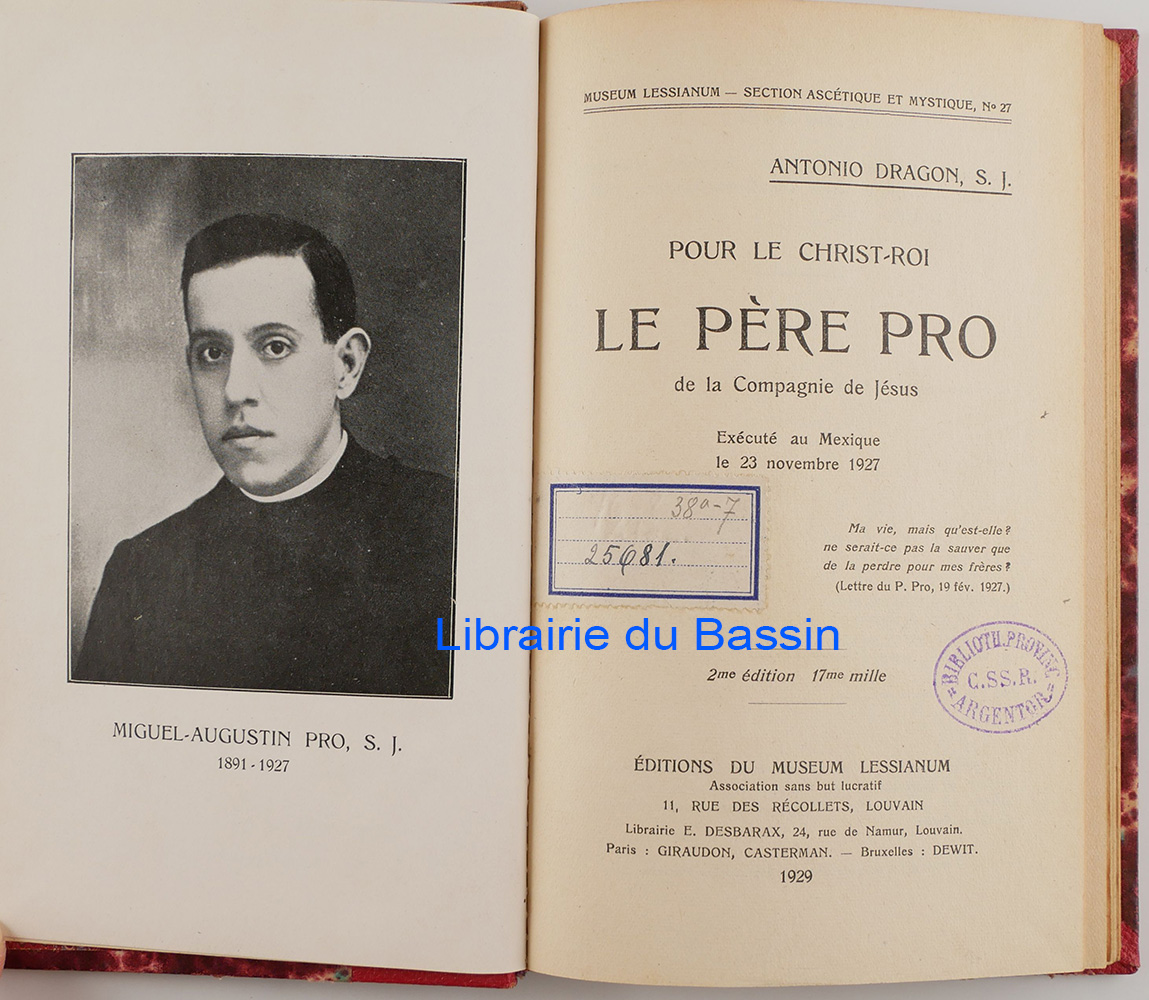 MIGUEL-AUGUSTIN PRO, S. J.
1891-1927
MUSEUM LESSIANUM — SECTION ASCÉTIQUE ET MYSTIQUE, No 27
ANTONIO DRAGON, S. J.
POUR LE CHRIST-ROI
LE PÈRE PRO
de la Compagnie de Jésus
Exécuté au Mexique
le 23 novembre 1927
38a-7
25681.
Ma vie, mais qu'est-elle ?
ne serait-ce pas la sauver que
de la perdre pour mes frères ?
(Lettre du P. Pro, 19 fév. 1927.)
Librairie du Bassin
2me édition 17me mille
BIBLIOTH. PROVINC
C.SS.R.
ARGENTOR.
ÉDITIONS DU MUSEUM LESSIANUM
Association sans but lucratif
11, RUE DES RÉCOLLETS, LOUVAIN
Librairie E. DESBARAX, 24, rue de Namur, Louvain.
Paris : GIRAUDON, CASTERMAN. — Bruxelles : DEWIT.
1929